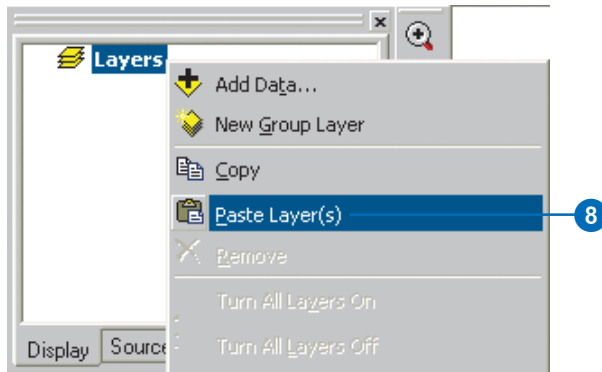 Layers
Add Data...
New Group Layer
Copy
Paste Layer(s)
8
Remove
Turn All Layers On
Turn All Layers Off
Display Source